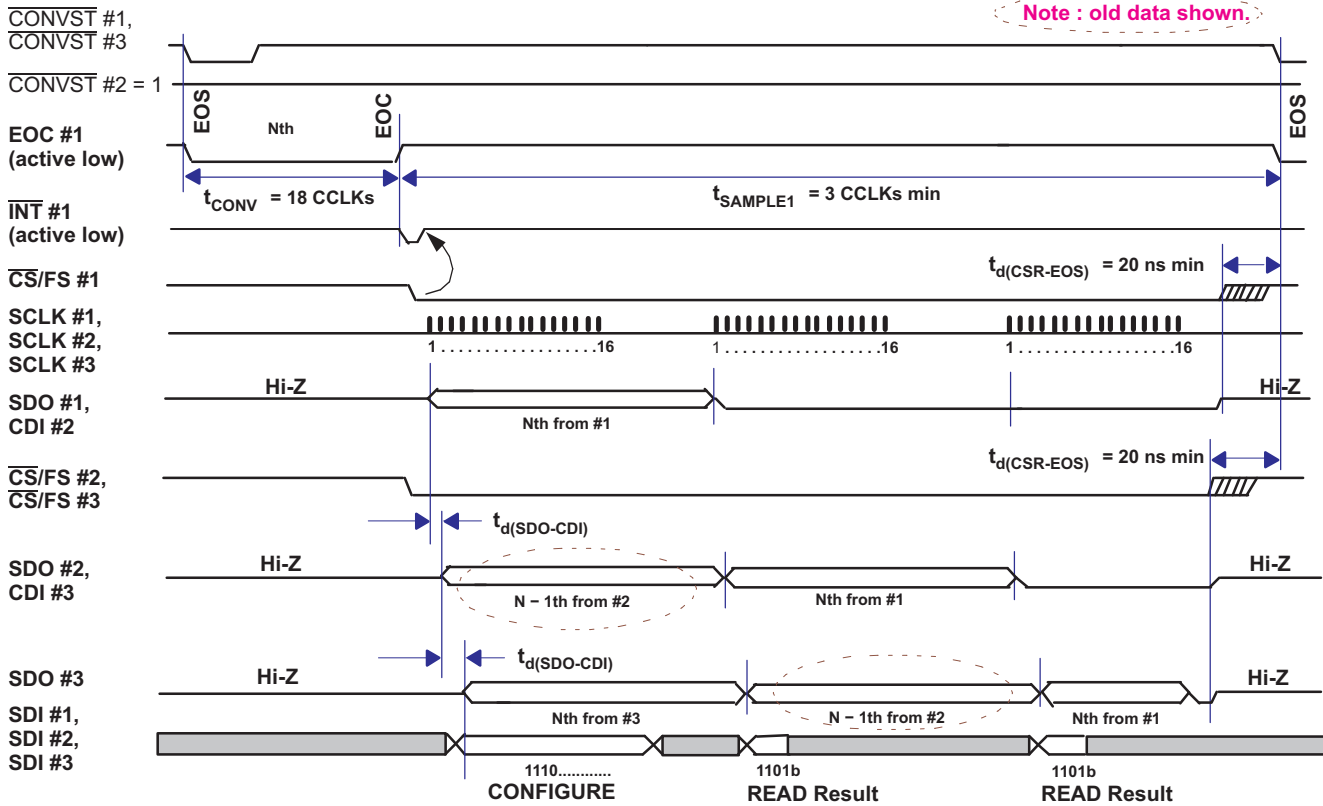 CONVST #1,
CONVST #3
Note : old data shown.
CONVST #2 = 1
EOS
Nth
EOC
EOS
EOC #1
(active low)
tCONV = 18 CCLKs
tSAMPLE1 = 3 CCLKs min
INT #1
(active low)
CS/FS #1
td(CSR-EOS) = 20 ns min
SCLK #1,
SCLK #2,
SCLK #3
1 . . . . . . . . . . . . . . . . . .16
1 . . . . . . . . . . . . . . . . . .16
1 . . . . . . . . . . . . . . . . . .16
Hi-Z
Hi-Z
SDO #1,
CDI #2
Nth from #1
CS/FS #2,
CS/FS #3
td(CSR-EOS) = 20 ns min
td(SDO-CDI)
SDO #2,
CDI #3
Hi-Z
Hi-Z
N − 1th from #2
Nth from #1
td(SDO-CDI)
SDO #3
Hi-Z
Hi-Z
Nth from #3
N − 1th from #2
Nth from #1
SDI #1,
SDI #2,
SDI #3
1110............
CONFIGURE
1101b
READ Result
1101b
READ Result